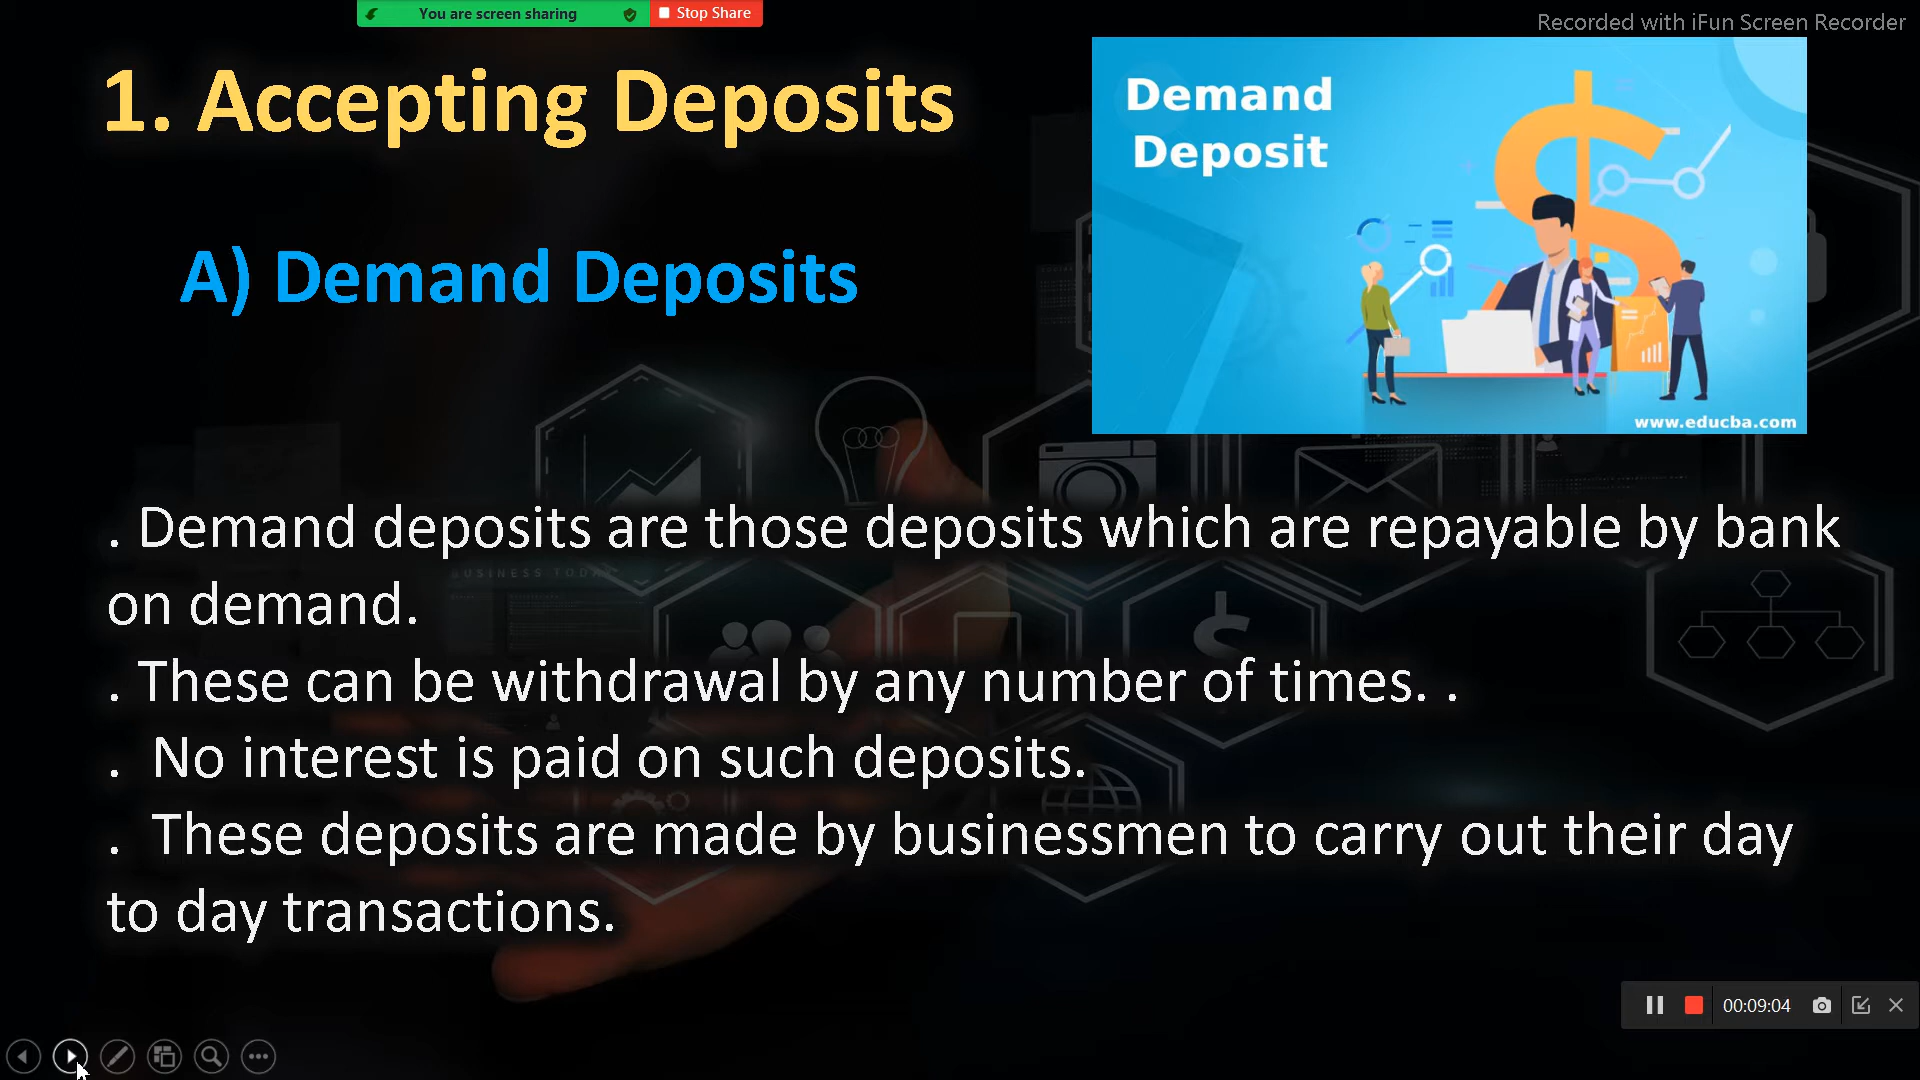 You are screen sharing
Stop Share
Recorded with iFun Screen Recorder
1. Accepting Deposits
Demand
Deposit
A) Demand Deposits
www.educba.com
. Demand deposits are those deposits which are repayable by bank
on demand.
BUSINESS TODAY
. These can be withdrawal by any number of times. .
.  No interest is paid on such deposits.
.  These deposits are made by businessmen to carry out their day
to day transactions.
00:09:04